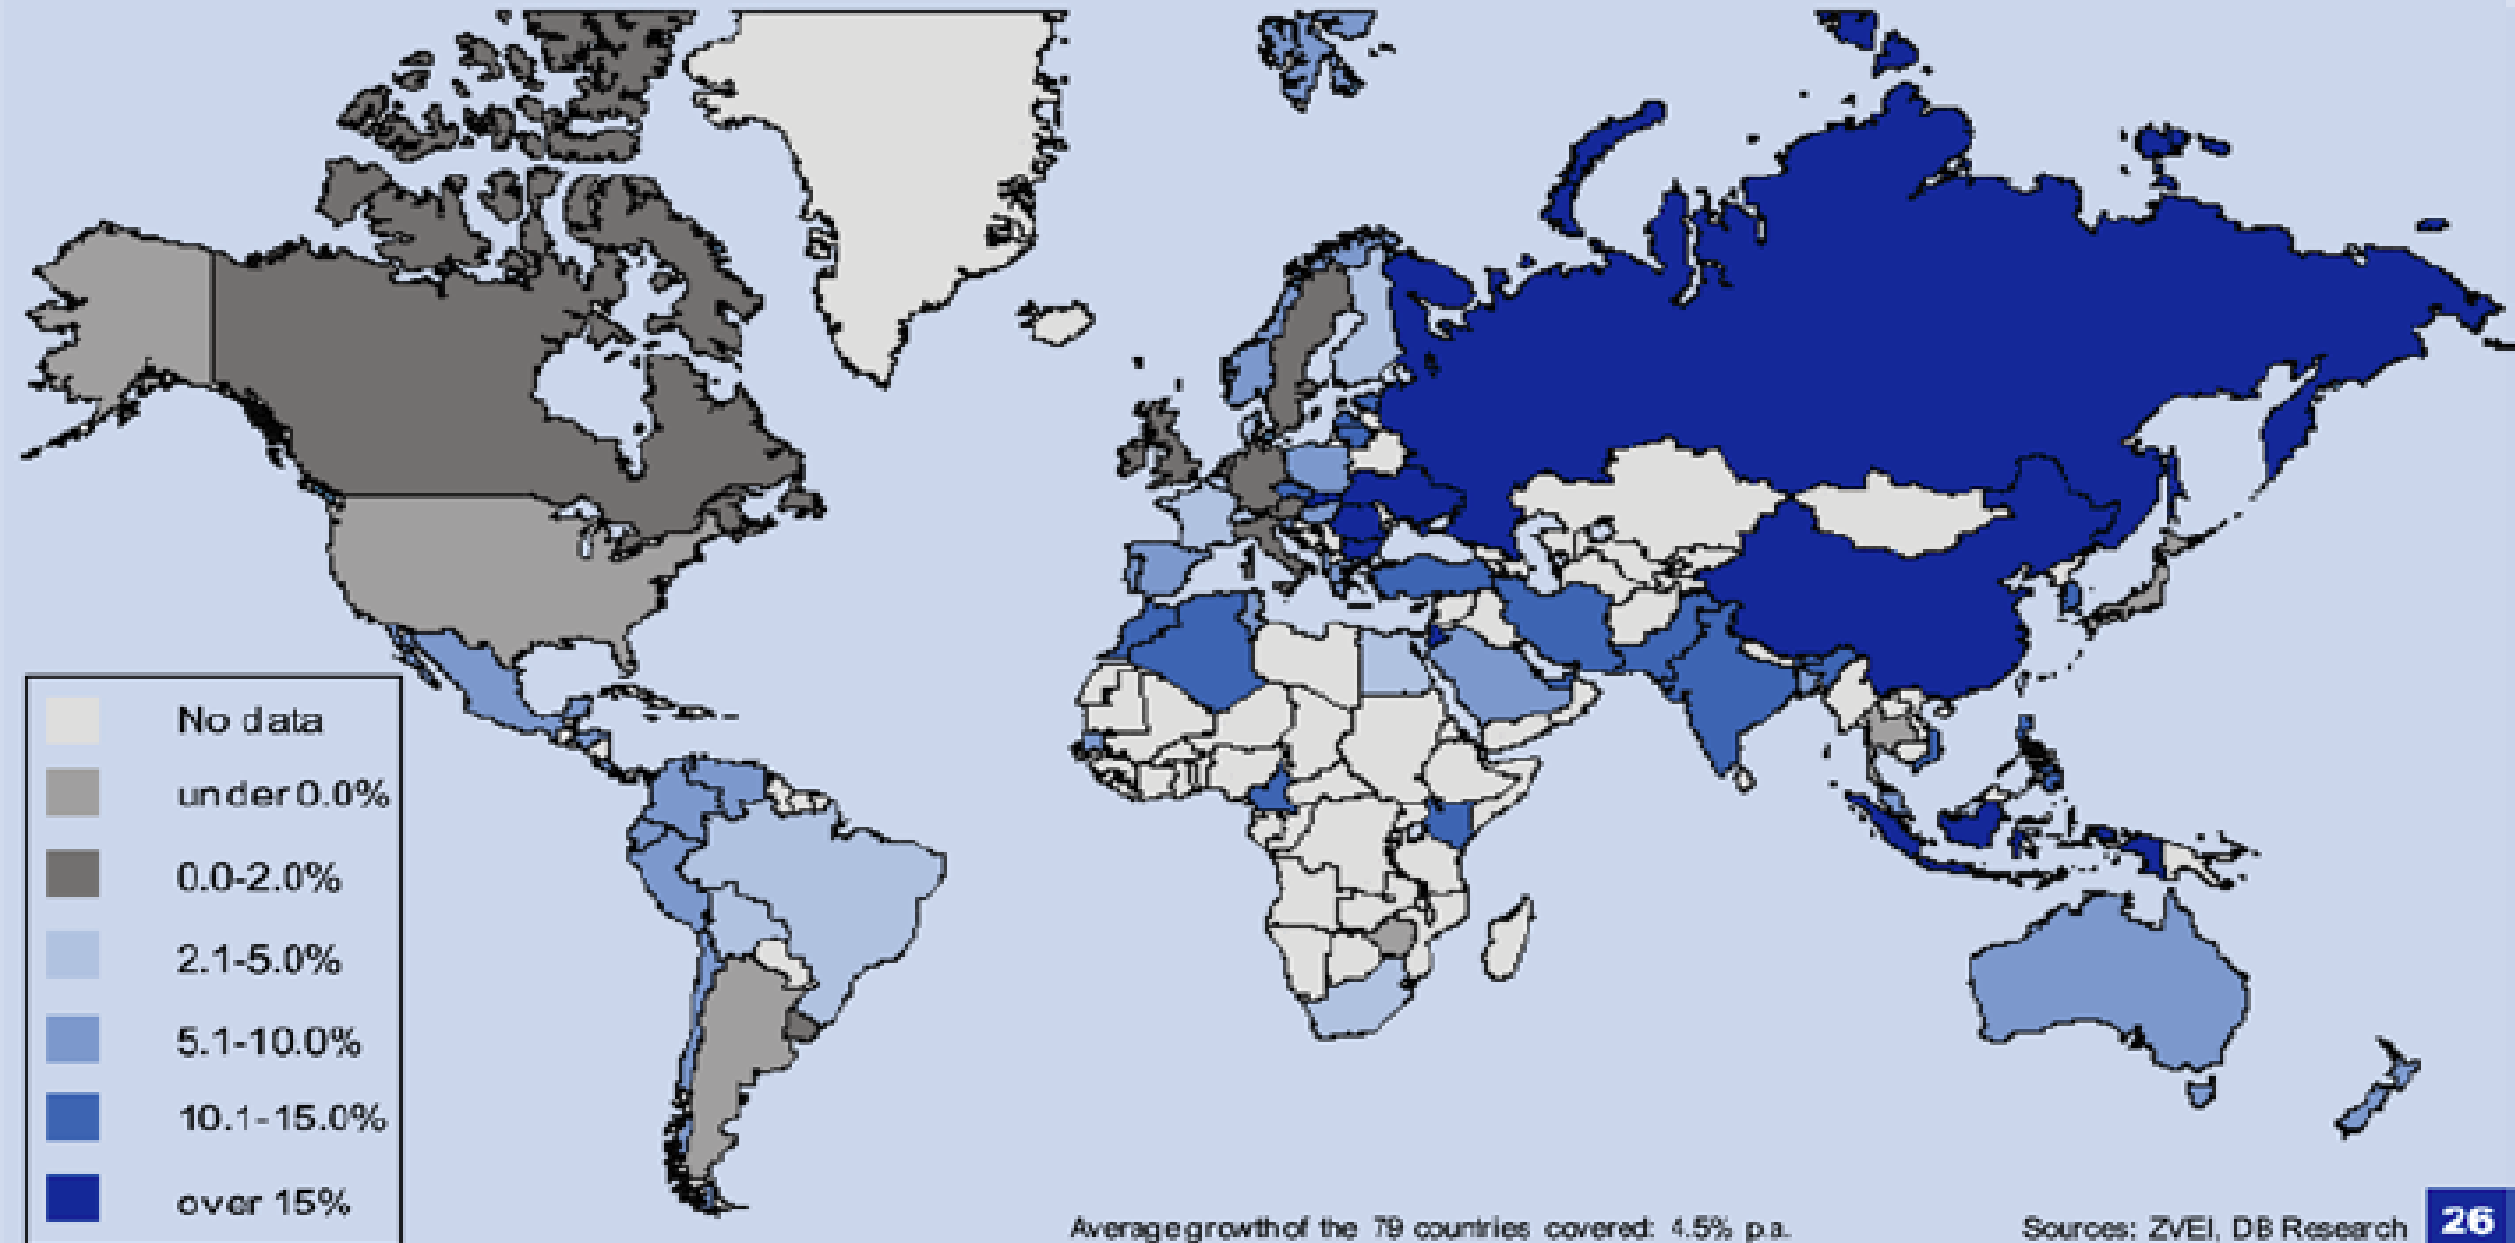 No data
under 0.0%
0.0-2.0%
2.1-5.0%
5.1-10.0%
10.1-15.0%
over 15%
Average growth of the 79 countries covered: 4.5% p.a.
Sources: ZVEI, DB Research
26